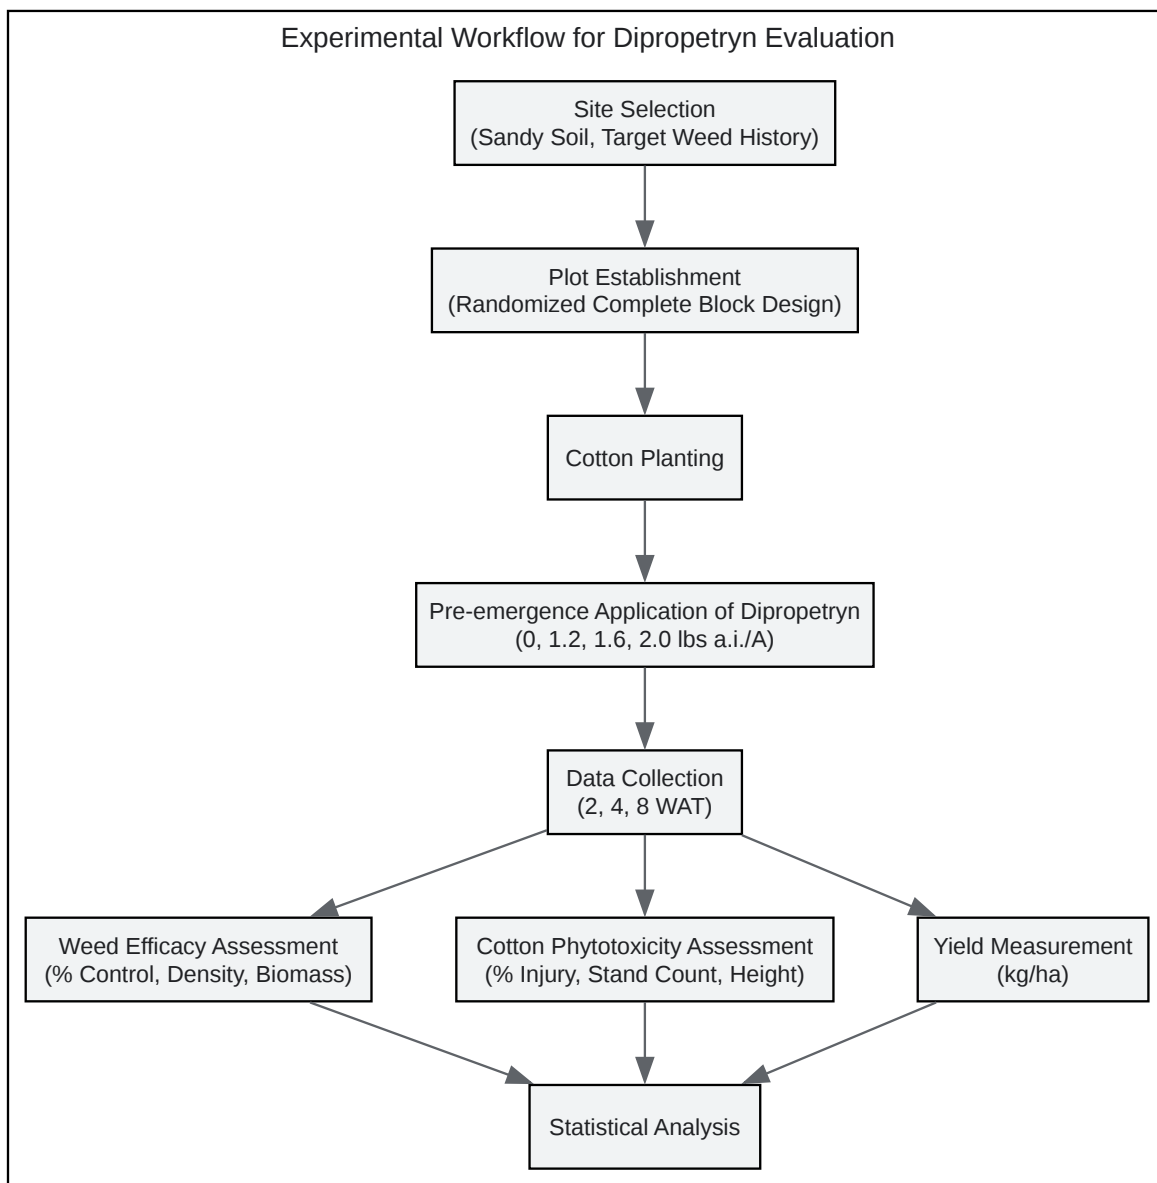 Experimental Workflow for Dipropetryn Evaluation
Site Selection
(Sandy Soil, Target Weed History)
Plot Establishment
(Randomized Complete Block Design)
Cotton Planting
Pre-emergence Application of Dipropetryn
(0, 1.2, 1.6, 2.0 lbs a.i./A)
Data Collection
(2, 4, 8 WAT)
Weed Efficacy Assessment
(% Control, Density, Biomass)
Cotton Phytotoxicity Assessment
(% Injury, Stand Count, Height)
Yield Measurement
(kg/ha)
Statistical Analysis